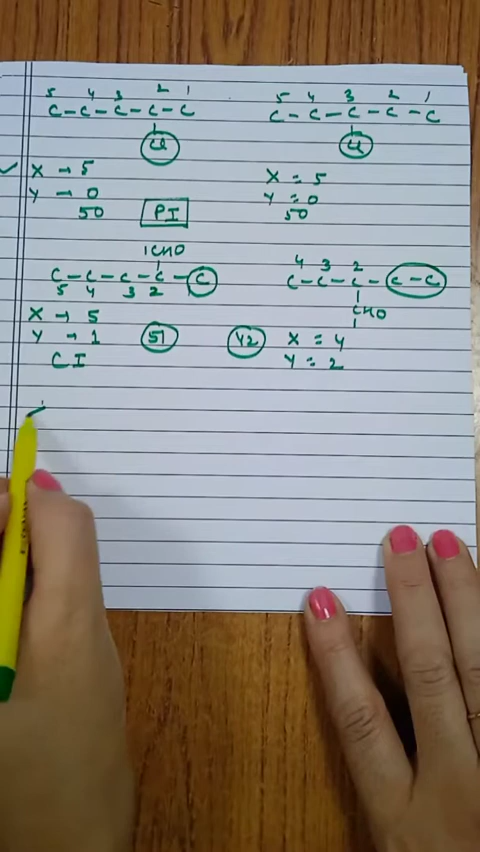 5 4 3 2 1
C-C-C-C-C
Cl
X → 5
Y → 0
50
PI
5 4 3 2 1
C-C-C-C-C
Cl
X = 5
Y = 0
50
1CHO
C-C-C-C-C
5 4 3 2
X → 5
Y → 1
51
CI
4 3 2
C-C-C-C-C
CHO
1
42
X = 4
Y = 2